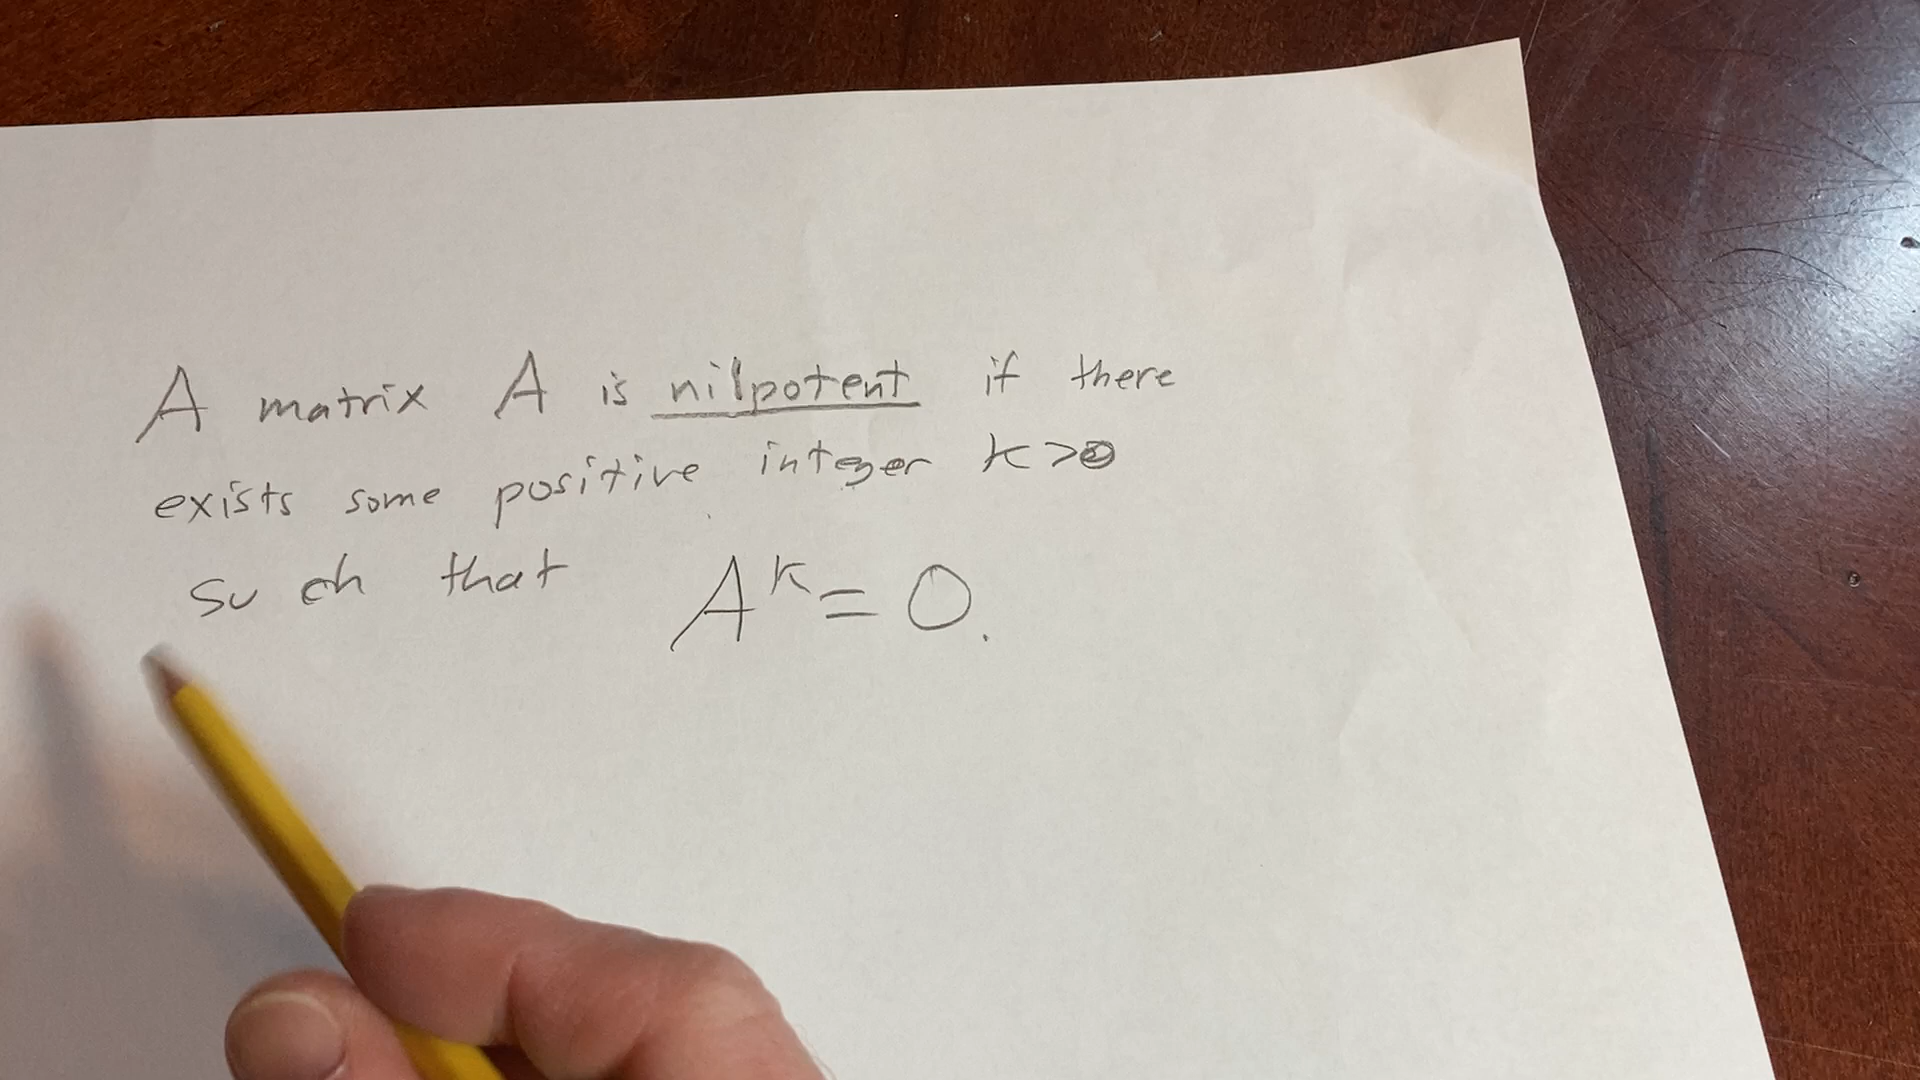 A matrix A is nilpotent if there
exists some positive integer k>0
such that A^k = 0.